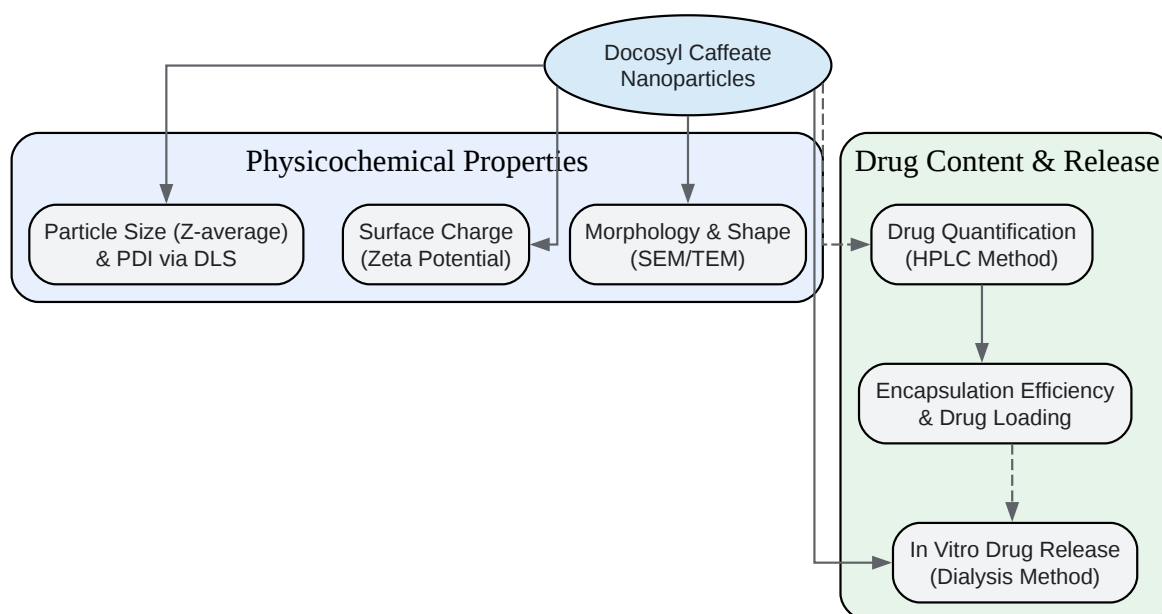 Docosyl Caffeate
Nanoparticles
Physicochemical Properties
Drug Content & Release
Particle Size (Z-average)
& PDI via DLS
Surface Charge
(Zeta Potential)
Morphology & Shape
(SEM/TEM)
Drug Quantification
(HPLC Method)
Encapsulation Efficiency
& Drug Loading
In Vitro Drug Release
(Dialysis Method)